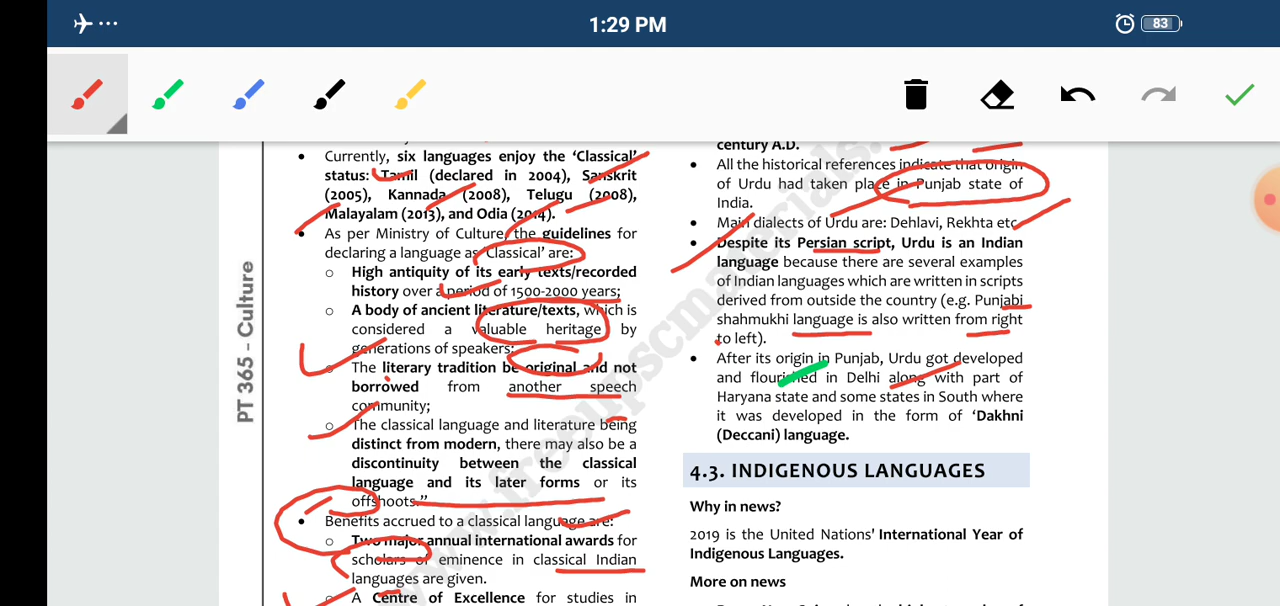 1:29 PM
83
Currently, six languages enjoy the ‘Classical’
status: Tamil (declared in 2004), Sanskrit
(2005), Kannada (2008), Telugu (2008),
Malayalam (2013), and Odia (2014).
As per Ministry of Culture, the guidelines for
declaring a language as ‘Classical’ are:
High antiquity of its early texts/recorded
history over a period of 1500-2000 years;
A body of ancient literature/texts, which is
considered a valuable heritage by
generations of speakers;
The literary tradition be original and not
borrowed from another speech
community;
The classical language and literature being
distinct from modern, there may also be a
discontinuity between the classical
language and its later forms or its
offshoots.”
Benefits accrued to a classical language are:
Two major annual international awards for
scholars of eminence in classical Indian
languages are given.
A Centre of Excellence for studies in
PT 365 - Culture
century A.D.
All the historical references indicate that origin
of Urdu had taken place in Punjab state of
India.
Main dialects of Urdu are: Dehlavi, Rekhta etc
Despite its Persian script, Urdu is an Indian
language because there are several examples
of Indian languages which are written in scripts
derived from outside the country (e.g. Punjabi
shahmukhi language is also written from right
to left).
After its origin in Punjab, Urdu got developed
and flourished in Delhi along with part of
Haryana state and some states in South where
it was developed in the form of ‘Dakhni
(Deccani) language.
4.3. INDIGENOUS LANGUAGES
Why in news?
2019 is the United Nations' International Year of
Indigenous Languages.
More on news